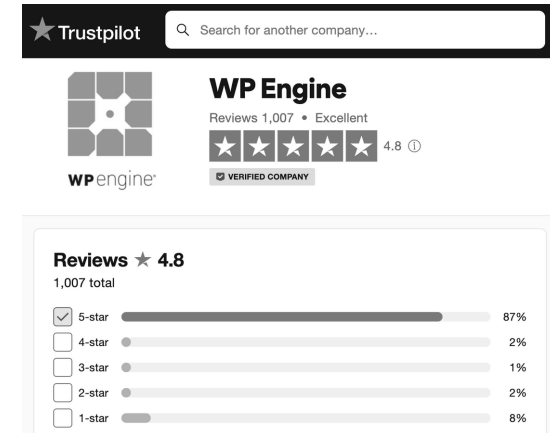 Trustpilot
Search for another company...
WP Engine
Reviews 1,007 • Excellent
4.8
VERIFIED COMPANY
WPengine®
Reviews ★ 4.8
1,007 total
5-star 87%
4-star 2%
3-star 1%
2-star 2%
1-star 8%